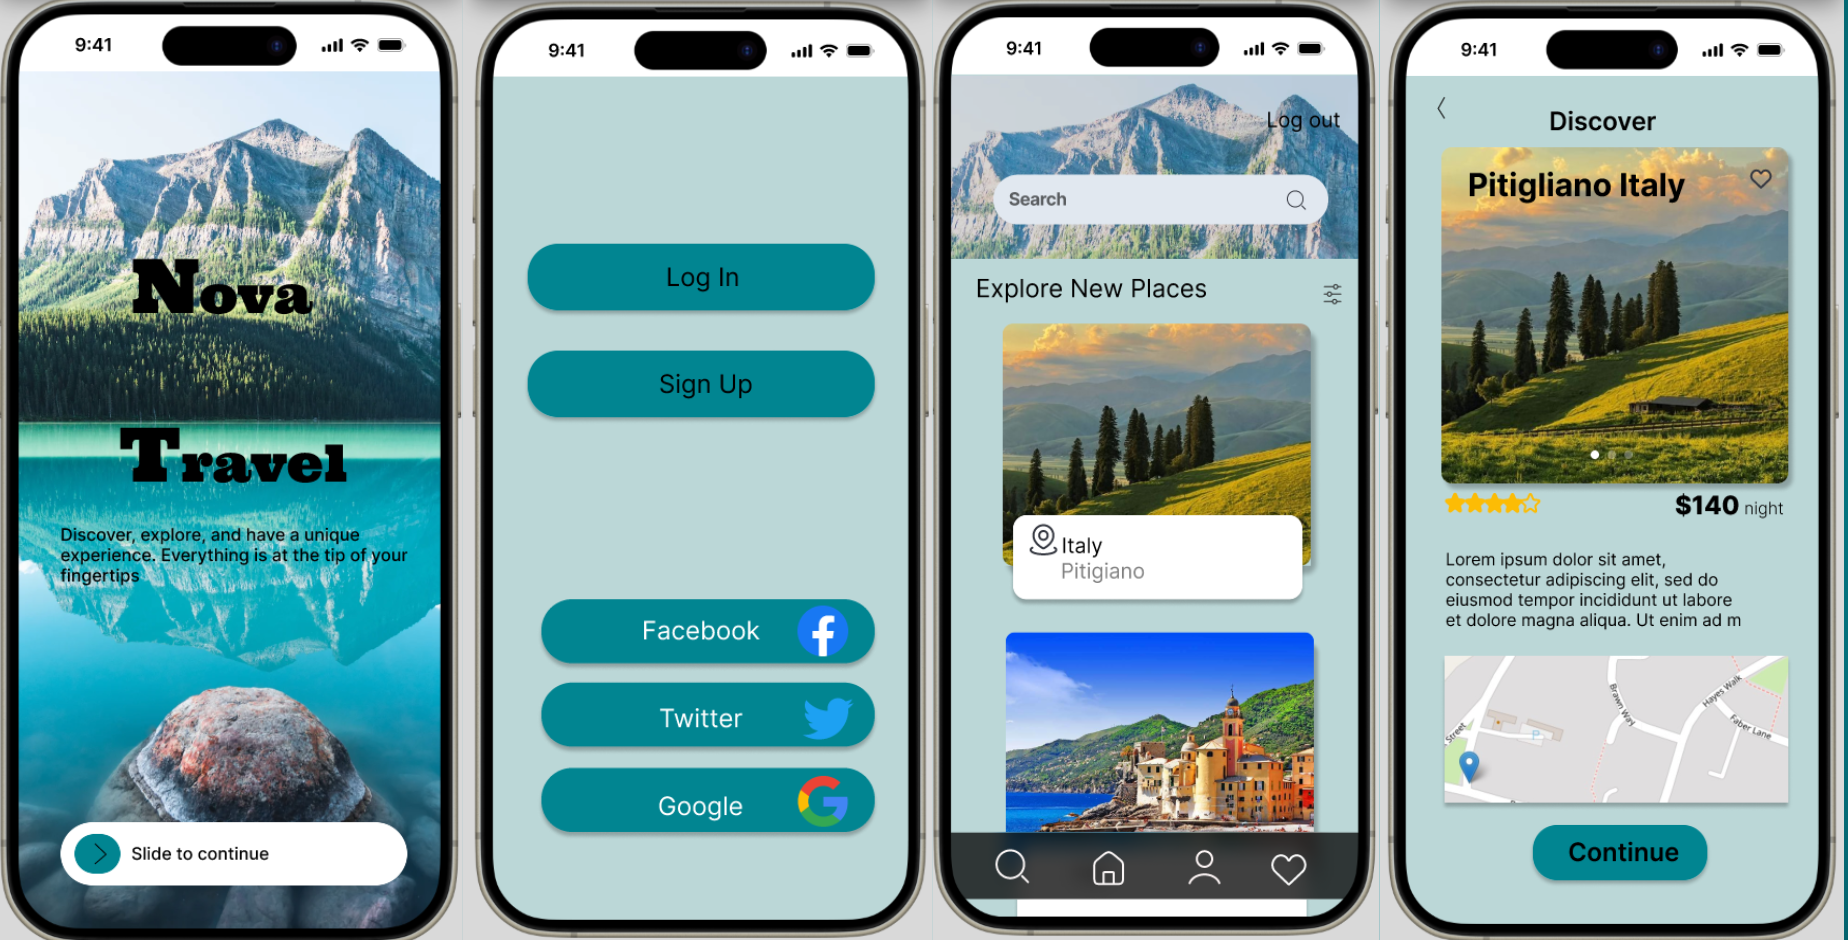 9:41
Nova
Travel
Discover, explore, and have a unique
experience. Everything is at the tip of your
fingertips
Slide to continue
9:41
Log In
Sign Up
Facebook
Twitter
Google
9:41
Log out
Search
Explore New Places
Italy
Pitigiano
9:41
Discover
Pitigliano Italy
$140 night
Lorem ipsum dolor sit amet,
consectetur adipiscing elit, sed do
eiusmod tempor incididunt ut labore
et dolore magna aliqua. Ut enim ad m
Brawn Way
Hayes Walk
Faber Lane
Street
P
Continue